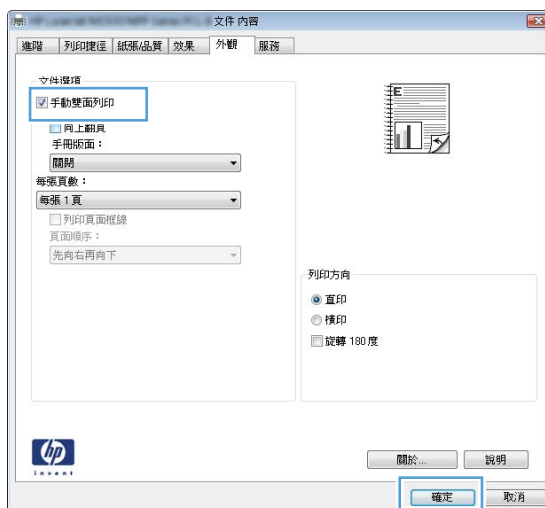 文件 內容
進階 列印捷徑 紙張/品質 效果 外觀 服務
文件選項
手動雙面列印
向上翻頁
手冊版面：
關閉
每張頁數：
每張 1 頁
列印頁面框線
頁面順序：
先向右再向下
E
列印方向
直印
橫印
旋轉 180 度
hp
invent
關於...
說明
確定
取消